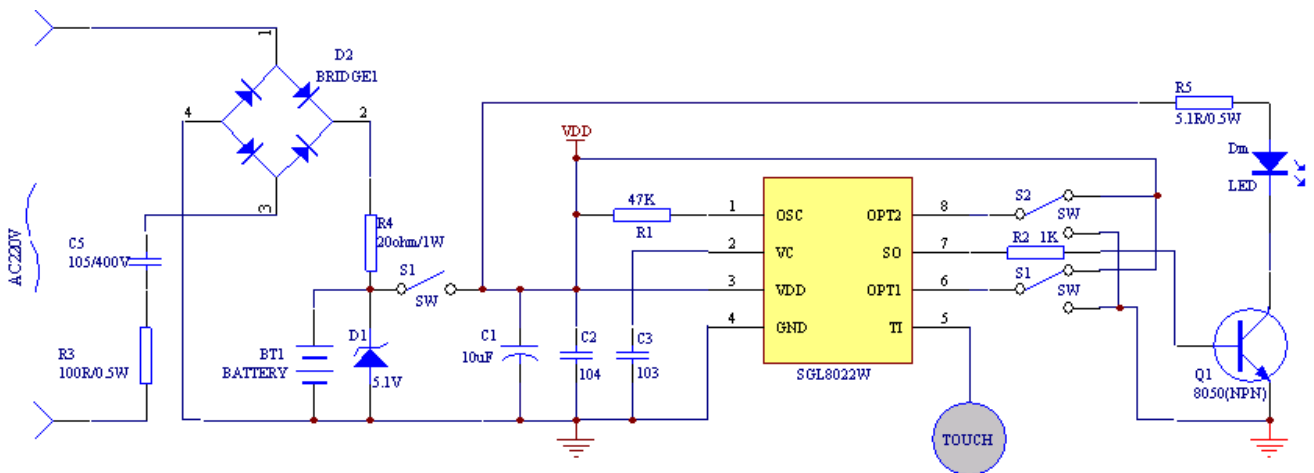 1
D2
BRIDGE1
4
2
3
AC220V
C5
105/400V
R3
100R/0.5W
R4
20ohm/1W
S1
SW
BT1
BATTERY
D1
5.1V
C1
10uF
C2
104
C3
103
VDD
47K
R1
1
2
3
4
OSC
VC
VDD
GND
OPT2
SO
OPT1
TI
8
7
6
5
SGL8022W
TOUCH
S2
SW
R2 1K
S1
SW
R5
5.1R/0.5W
Dm
LED
Q1
8050(NPN)